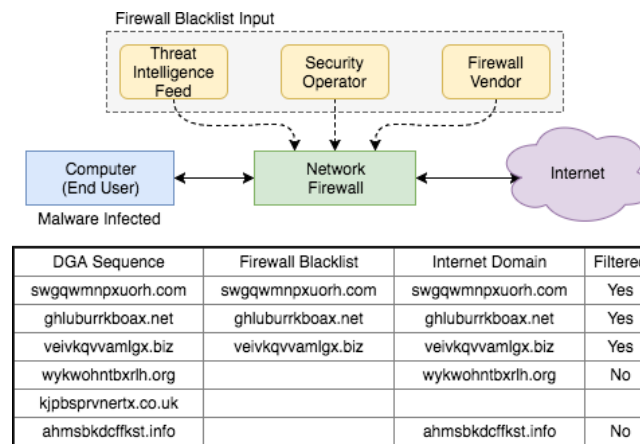 Firewall Blacklist Input
Threat
Intelligence
Feed
Security
Operator
Firewall
Vendor
Computer
(End User)
Network
Firewall
Internet
Malware Infected
DGA Sequence Firewall Blacklist Internet Domain Filtered
swgqwmnpxuorh.com swgqwmnpxuorh.com swgqwmnpxuorh.com Yes
ghluburrkboax.net ghluburrkboax.net ghluburrkboax.net Yes
veivkqvvamlgx.biz veivkqvvamlgx.biz veivkqvvamlgx.biz Yes
wykwohntbxrlh.org wykwohntbxrlh.org No
kjpbsprvnertx.co.uk
ahmsbkdcffkst.info ahmsbkdcffkst.info No